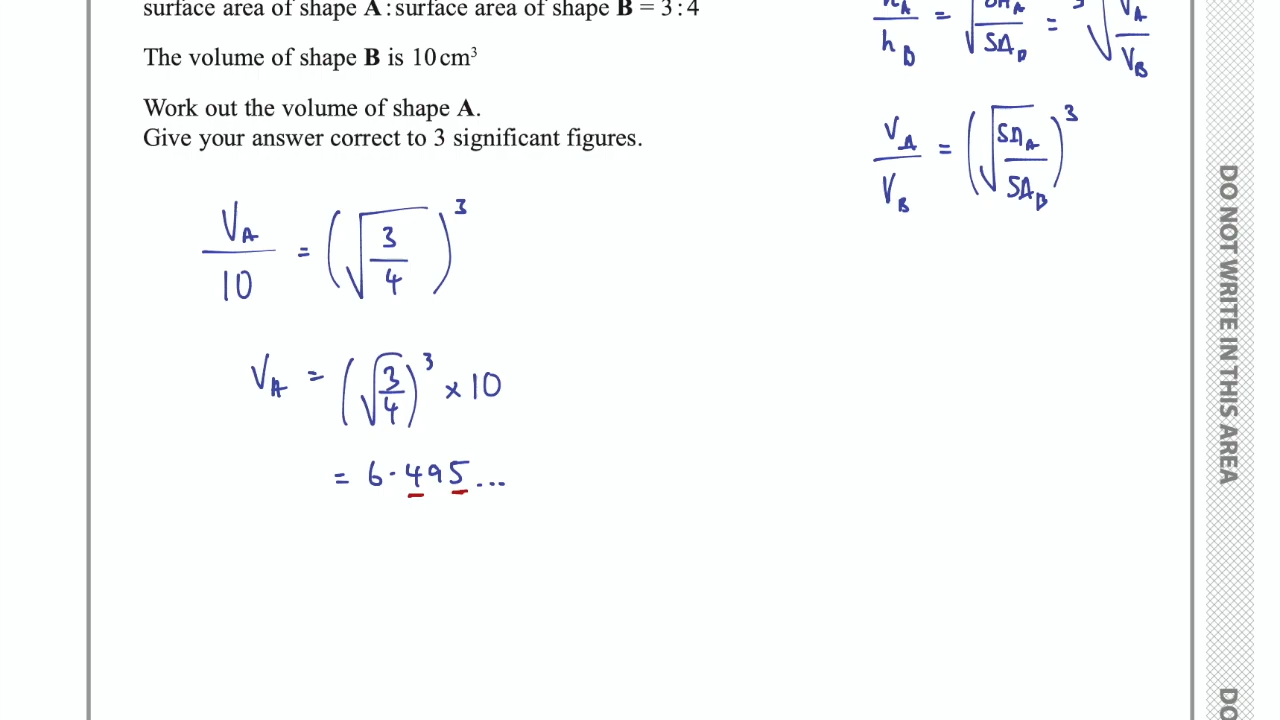 surface area of shape A : surface area of shape B = 3 : 4
The volume of shape B is 10 cm³
Work out the volume of shape A.
Give your answer correct to 3 significant figures.
h_A/h_B = √(SA_A/SA_B) = ³√(V_A/V_B)
V_A/V_B = (√(SA_A/SA_B))³
V_A/10 = (√(3/4))³
V_A = (√(3/4))³ × 10
= 6.495...
DO NOT WRITE IN THIS AREA
DO